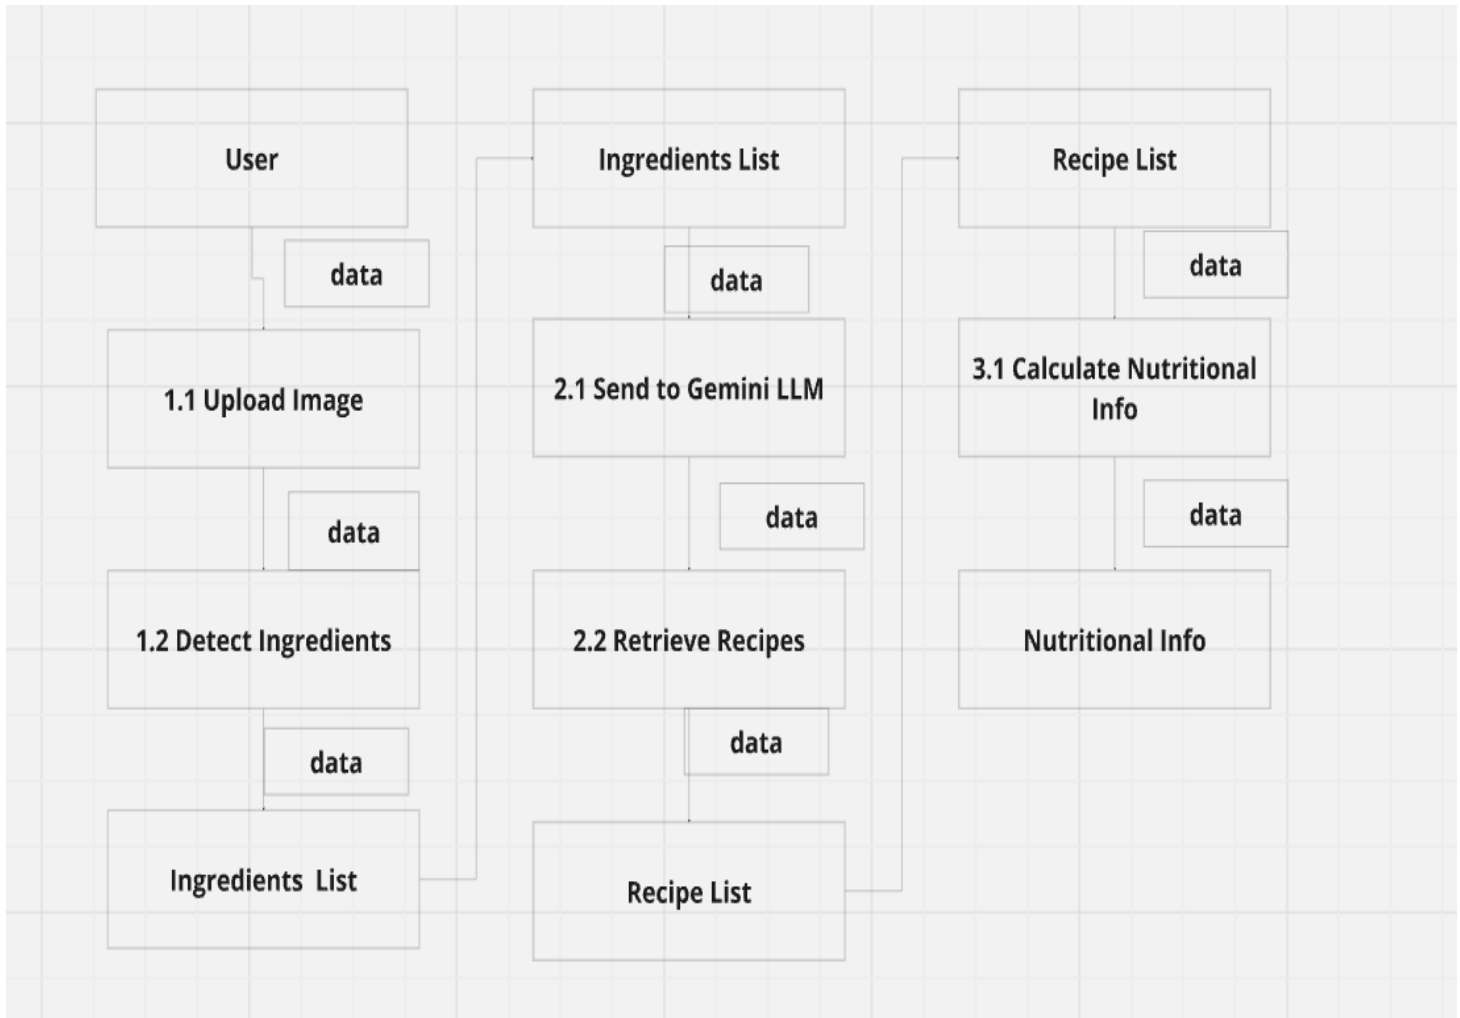 User
data
1.1 Upload Image
data
1.2 Detect Ingredients
data
Ingredients  List
Ingredients List
data
2.1 Send to Gemini LLM
data
2.2 Retrieve Recipes
data
Recipe List
Recipe List
data
3.1 Calculate Nutritional
Info
data
Nutritional Info